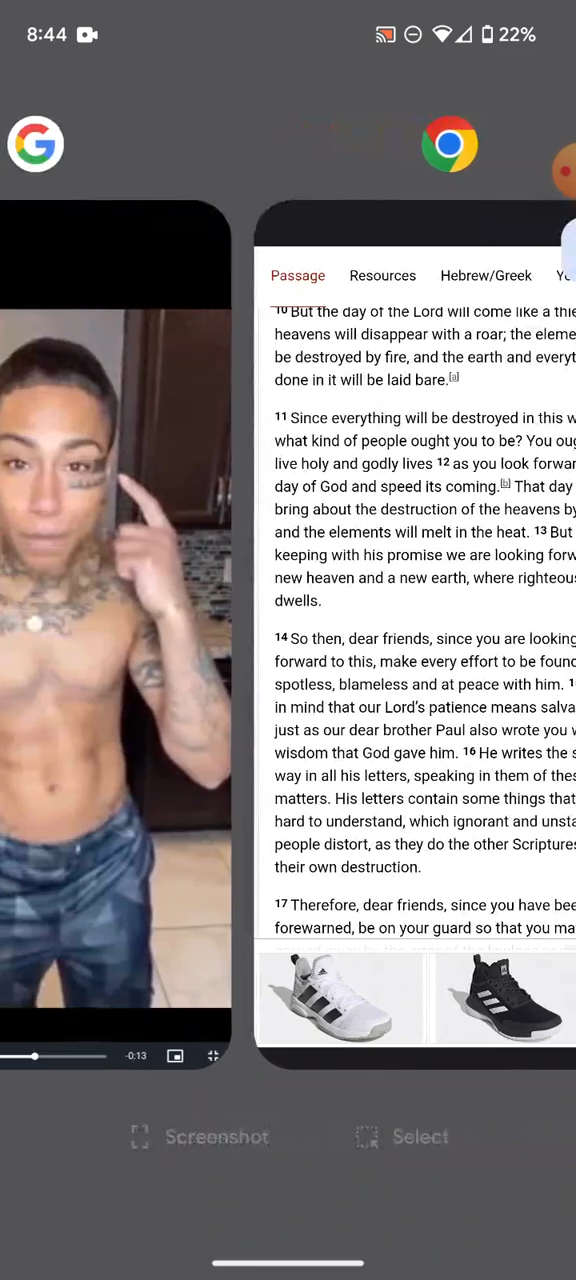 8:44
22%
Passage Resources Hebrew/Greek
10 But the day of the Lord will come like a
heavens will disappear with a roar; the
be destroyed by fire, and the earth and
done in it will be laid bare.[a]
11 Since everything will be destroyed in this
what kind of people ought you to be? You
live holy and godly lives 12 as you look
day of God and speed its coming.[b] That day
bring about the destruction of the heavens
and the elements will melt in the heat. 13 But
keeping with his promise we are looking
new heaven and a new earth, where
dwells.
14 So then, dear friends, since you are
forward to this, make every effort to be
spotless, blameless and at peace with him.
in mind that our Lord's patience means
just as our dear brother Paul also wrote you
wisdom that God gave him. 16 He writes the
way in all his letters, speaking in them of
matters. His letters contain some things that
hard to understand, which ignorant and
people distort, as they do the other Scriptures
their own destruction.
17 Therefore, dear friends, since you have
forewarned, be on your guard so that you
-0:13
Screenshot Select